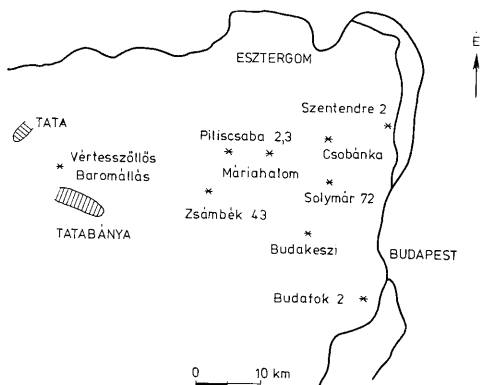 ESZTERGOM
É
Szentendre 2
TATA
Piliscsaba 2,3
Csobánka
Vértesszőllős
Baromállás
Máriahalom
Solymár 72
Zsámbék 43
TATABÁNYA
Budakeszi
BUDAPEST
Budafok 2
0 10 km